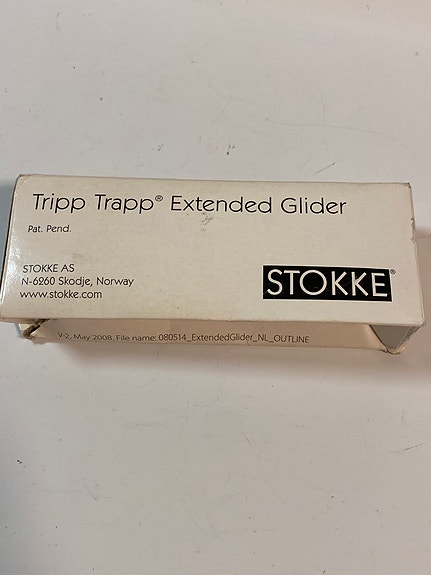 Tripp Trapp® Extended Glider
Pat. Pend.
STOKKE AS
N-6260 Skodje, Norway
www.stokke.com
STOKKE®
V-2, May 2008. File name: 080514_ExtendedGlider_NL_OUTLINE